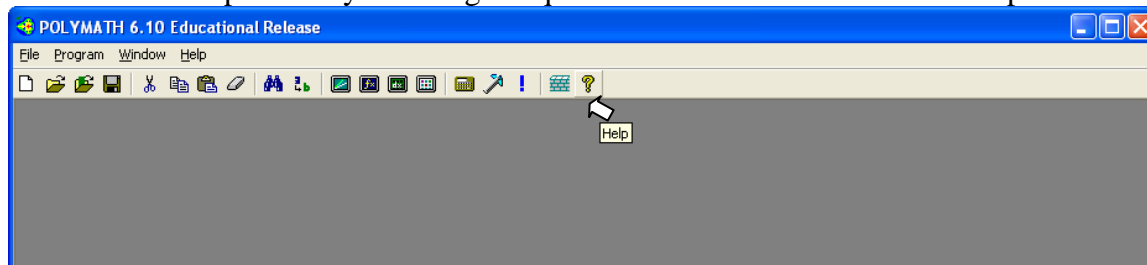 POLYMATH 6.10 Educational Release
File Program Window Help
Help